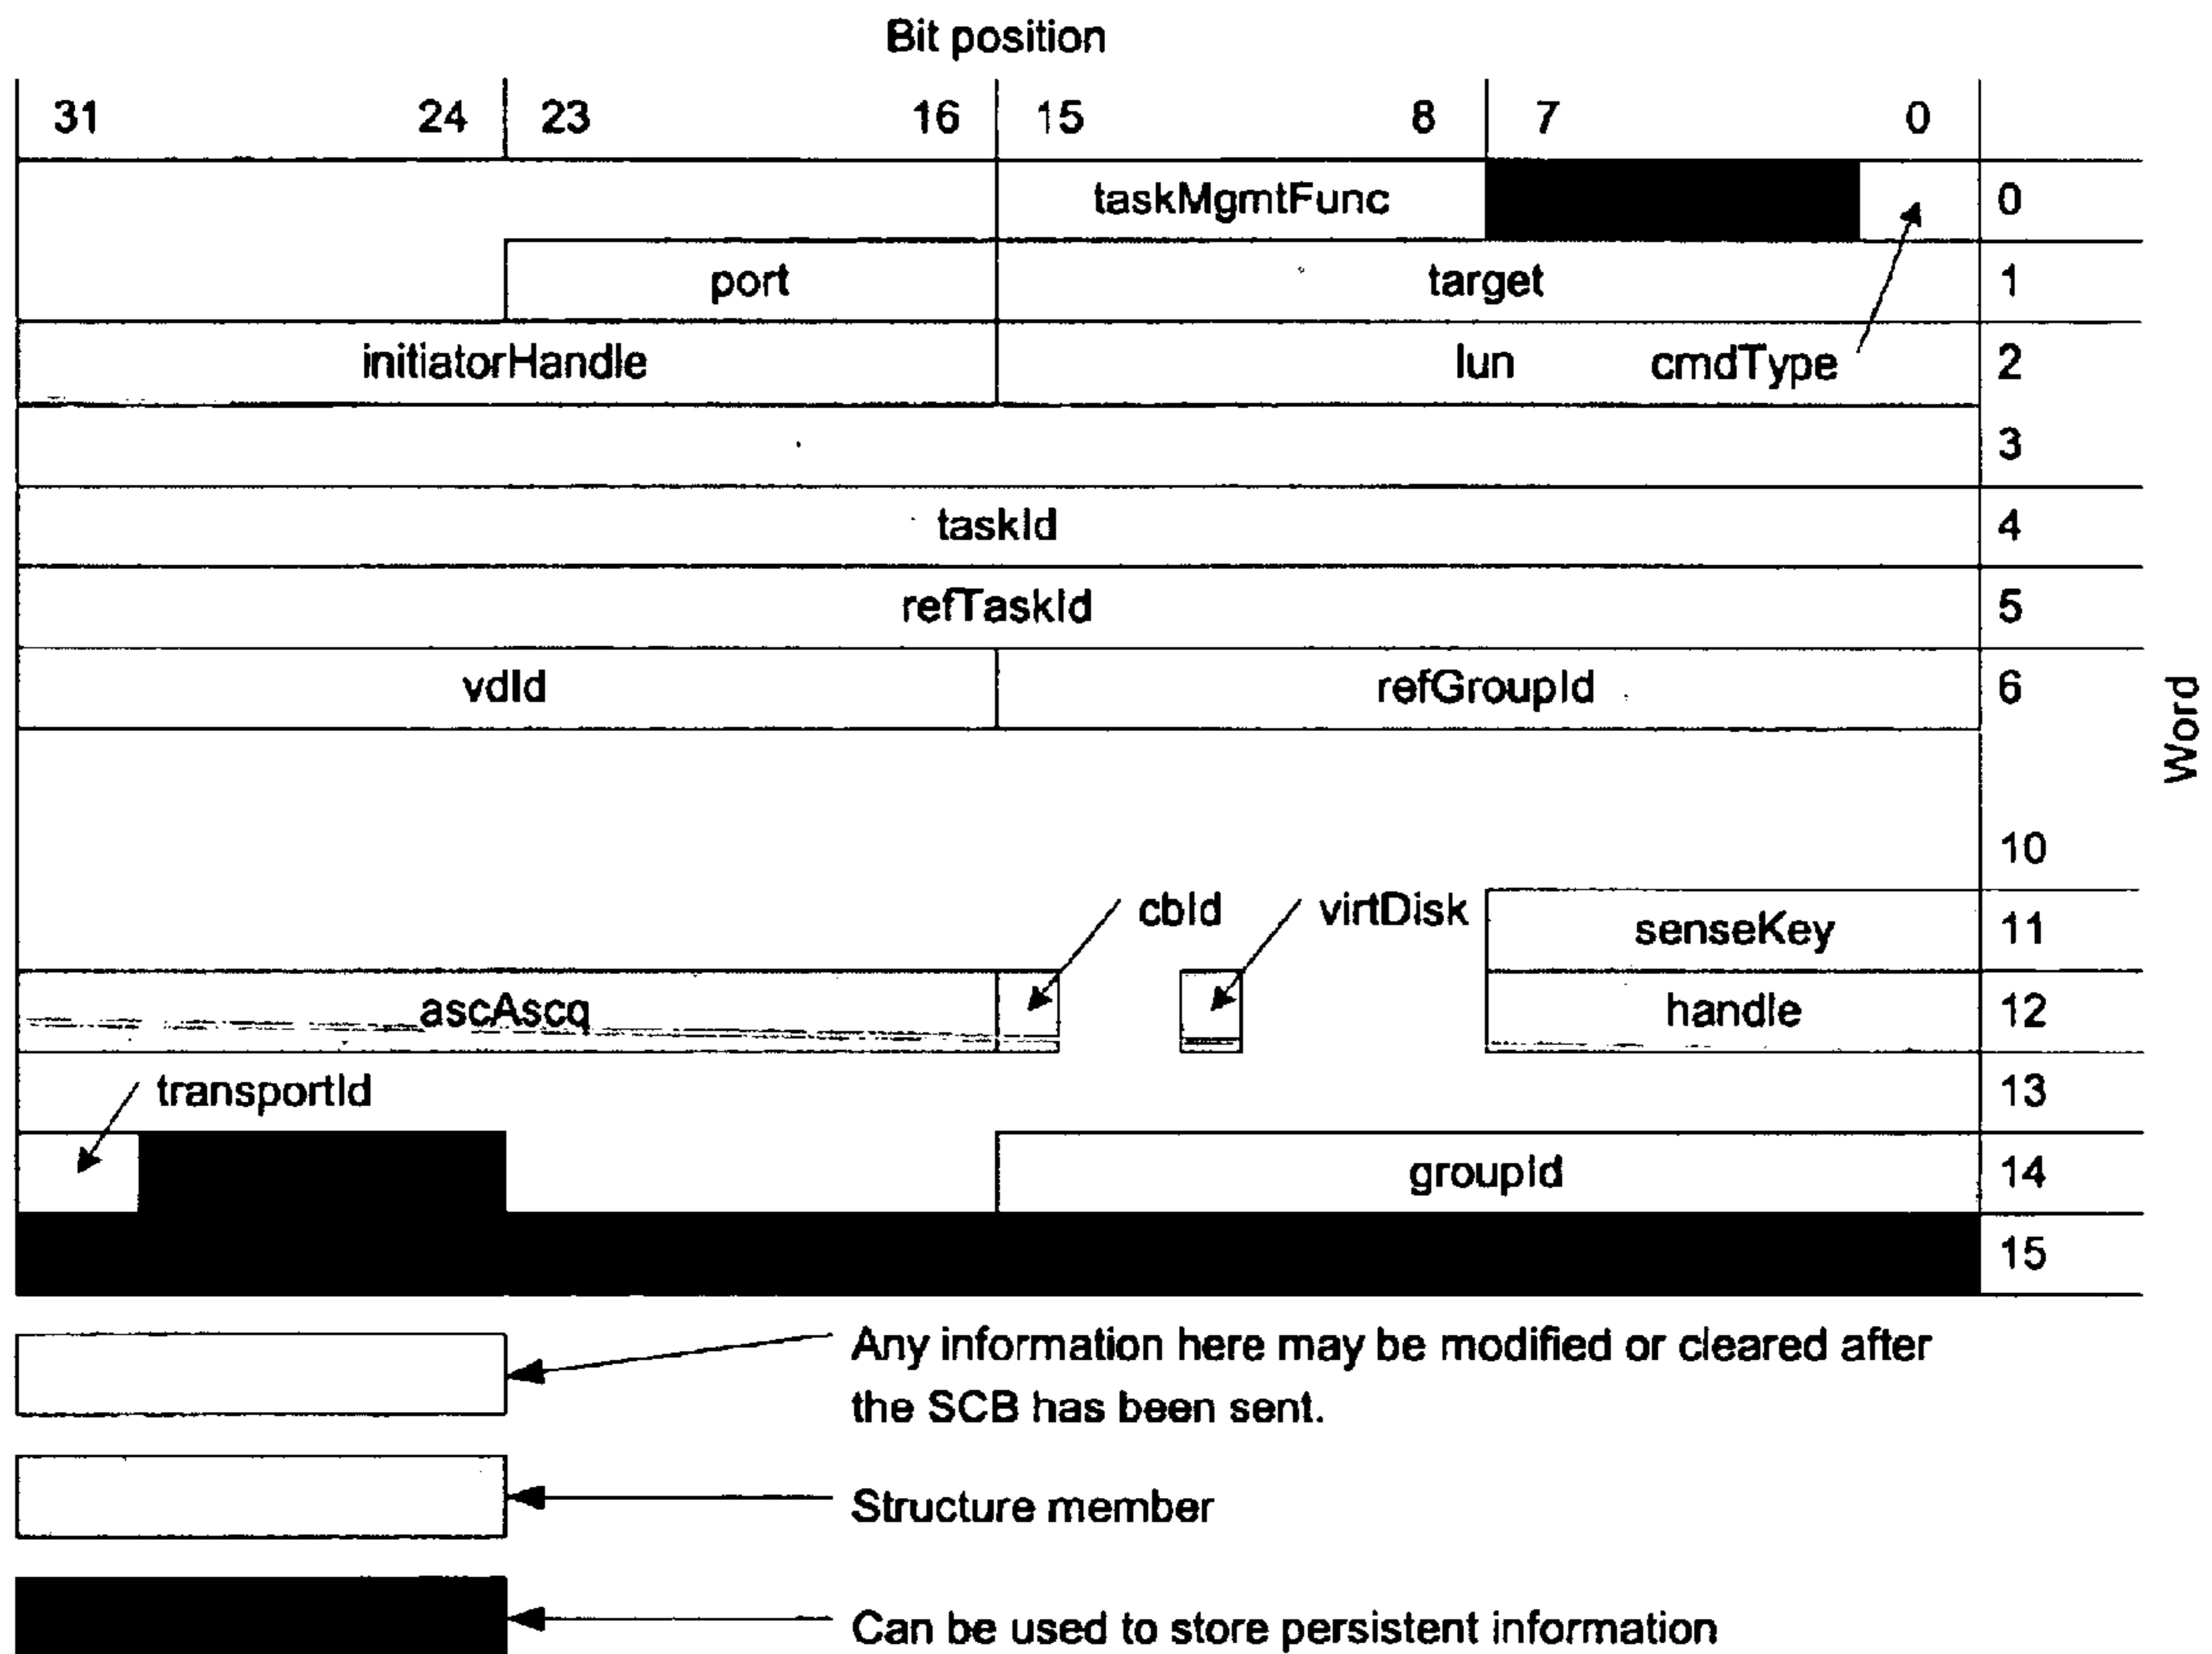 Bit position
31 24 23 16 15 8 7 0
taskMgmtFunc 0
port target 1
initiatorHandle lun cmdType 2
3
taskId 4
refTaskId 5
vdId refGroupId 6
Word
10
cbId virtDisk senseKey 11
ascAscq handle 12
transportId 13
groupId 14
15
Any information here may be modified or cleared after
the SCB has been sent.
Structure member
Can be used to store persistent information